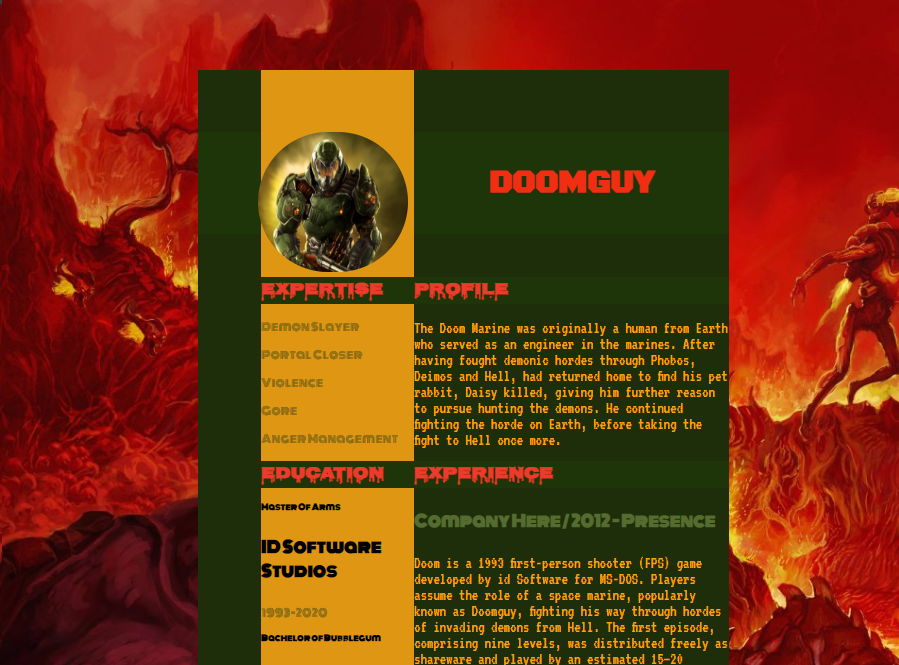 DOOMGUY
EXPERTISE
DemonSlayer
Portal Closer
Violence
Gore
Anger Management
PROFILE
The Doom Marine was originally a human from Earth
who served as an engineer in the marines. After
having fought demonic hordes through Phobos,
Deimos and Hell, had returned home to find his pet
rabbit, Daisy killed, giving him further reason
to pursue hunting the demons. He continued
fighting the horde on Earth, before taking the
fight to Hell once more.
EDUCATION
Master Of Arms
ID Software
Studios
1993-2020
Bachelor of Bubblegum
EXPERIENCE
Company Here / 2012 - Presence
Doom is a 1993 first-person shooter (FPS) game
developed by id Software for MS-DOS. Players
assume the role of a space marine, popularly
known as Doomguy, fighting his way through hordes
of invading demons from Hell. The first episode,
comprising nine levels, was distributed freely as
shareware and played by an estimated 15-20